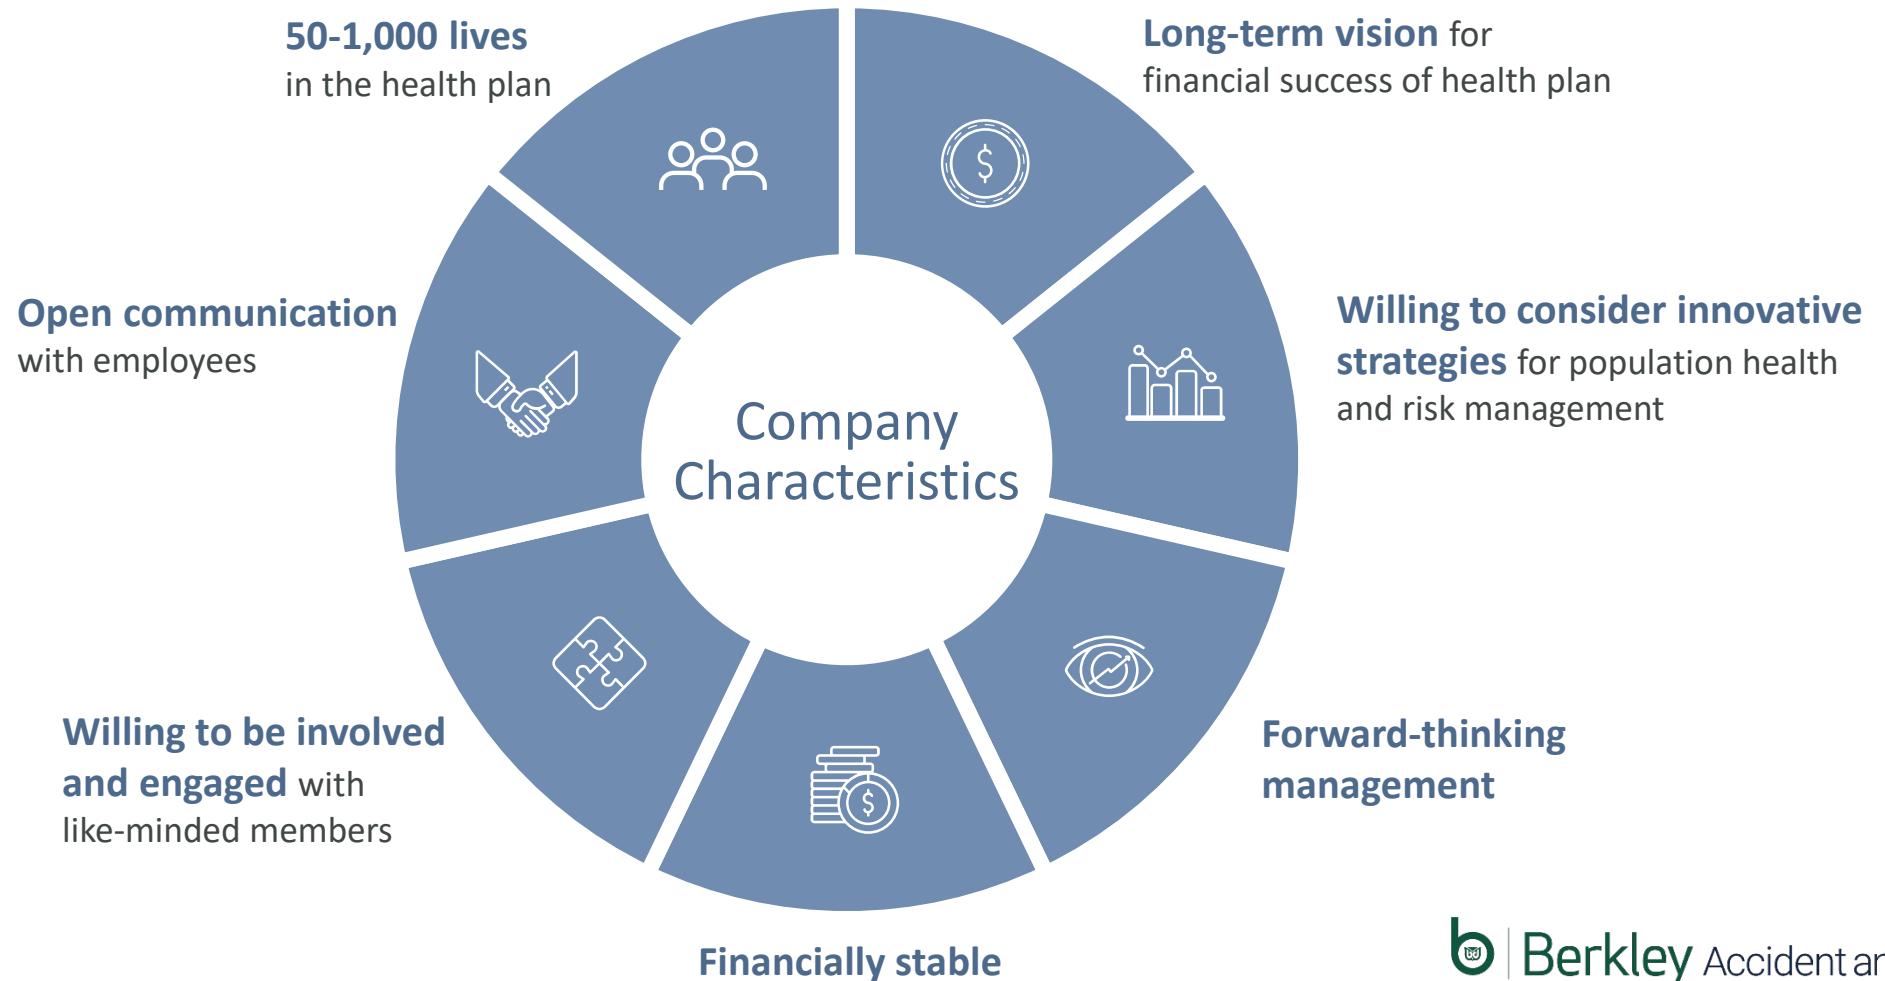 50-1,000 lives
in the health plan
Long-term vision for
financial success of health plan
Open communication
with employees
Willing to consider innovative
strategies for population health
and risk management
Company
Characteristics
Willing to be involved
and engaged with
like-minded members
Forward-thinking
management
Financially stable
b Berkley Accident an